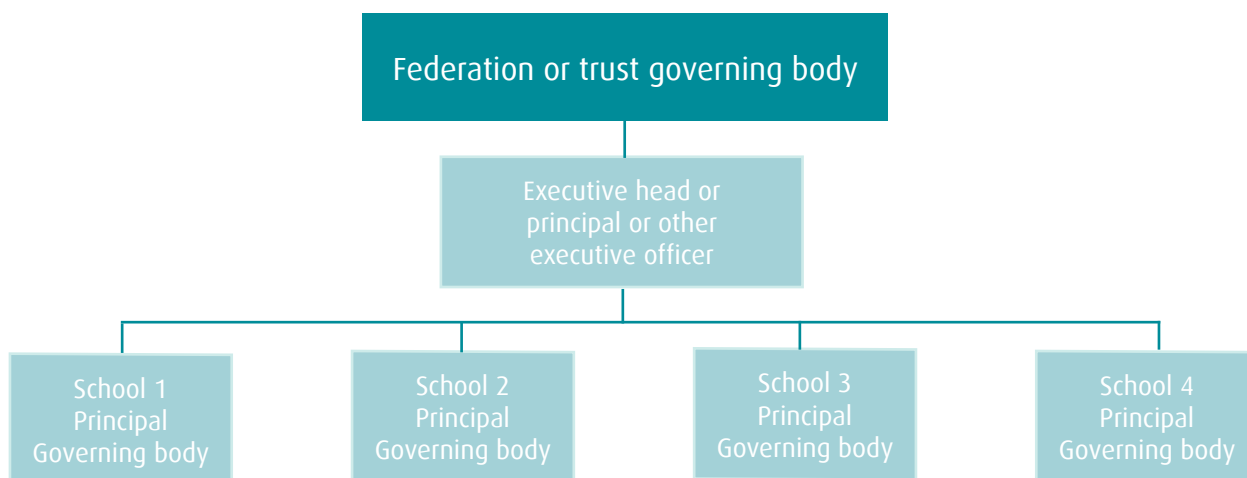 Federation or trust governing body
Executive head or
principal or other
executive officer
School 1
Principal
Governing body
School 2
Principal
Governing body
School 3
Principal
Governing body
School 4
Principal
Governing body